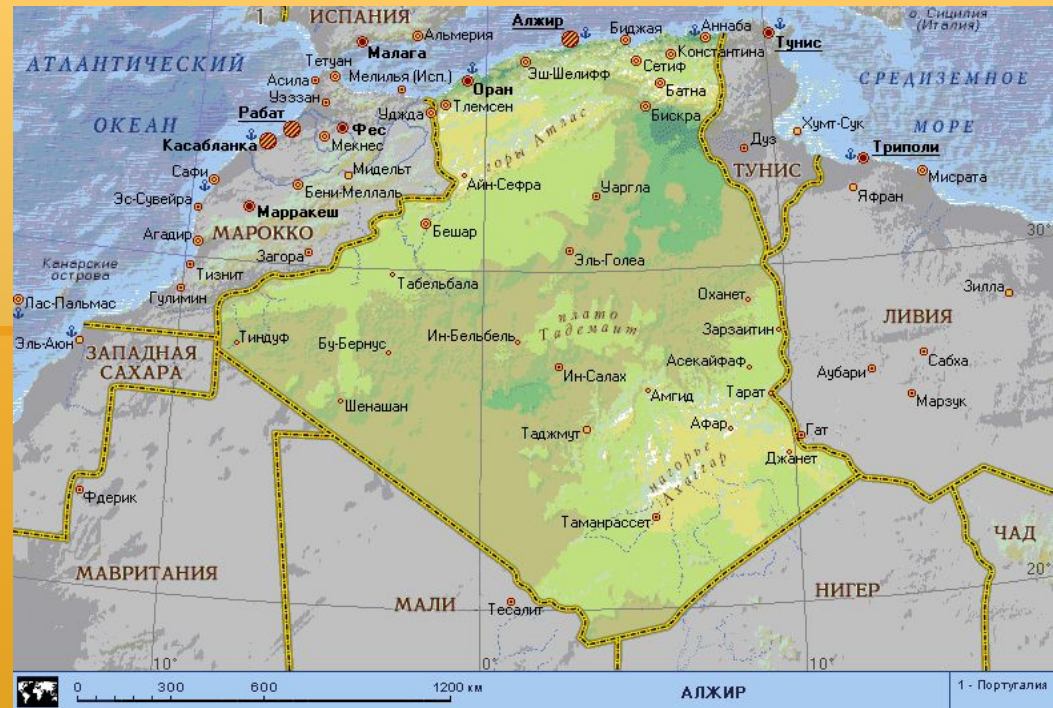 1
ИСПАНИЯ
Альмерия
Малага
Алжир
Биджая
Аннаба
о. Сицилия
(Италия)
Тунис
АТЛАНТИЧЕСКИЙ
ОКЕАН
Тетуан
Асила
Мелилья (Исп.)
Уэззан
Оран
Эш-Шелифф
Константина
Сетиф
Батна
СРЕДИЗЕМНОЕ
МОРЕ
Рабат
Уджда
Тлемсен
Бискра
Хумт-Сук
Касабланка
Фес
Мекнес
горы Атлас
Дуз
ТУНИС
Триполи
Мисрата
Сафи
Мидельт
Бени-Меллаль
Айн-Сефра
Уаргла
Яфран
Эс-Сувейра
Марракеш
МАРОККО
Бешар
30°
Агадир
Загора
Эль-Голеа
Канарские
острова
Тизнит
Табельбала
Гулимин
Оханет
Зилла
Лас-Пальмас
плато
Тадемаит
Эль-Аюн
Тиндуф
Бу-Бернус
Ин-Бельбель
Зарзаитин
ЛИВИЯ
ЗАПАДНАЯ
САХАРА
Асекайфаф
Сабха
Ин-Салах
Аубари
Шенашан
Амгид
Тарат
Марзук
Таджмут
Афар
Гат
нагорье
Ахаггар
Джанет
Фдерик
Таманрассет
ЧАД
МАВРИТАНИЯ
20°
МАЛИ
Тесалит
НИГЕР
10°
0°
10°
0 300 600 1200 км
АЛЖИР
1 - Португалия